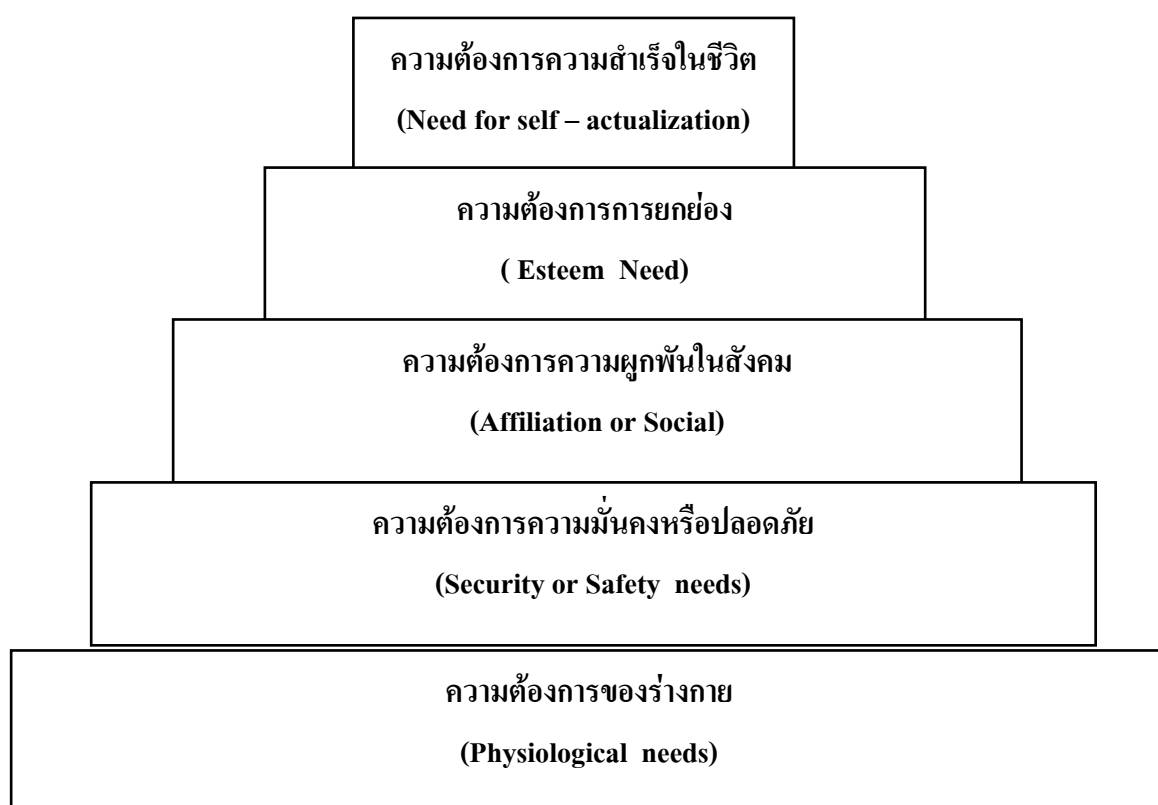 ความต้องการความสำเร็จในชีวิต
(Need for self – actualization)
ความต้องการการยกย่อง
( Esteem Need)
ความต้องการความผูกพันในสังคม
(Affiliation or Social)
ความต้องการความมั่นคงหรือปลอดภัย
(Security or Safety needs)
ความต้องการของร่างกาย
(Physiological needs)